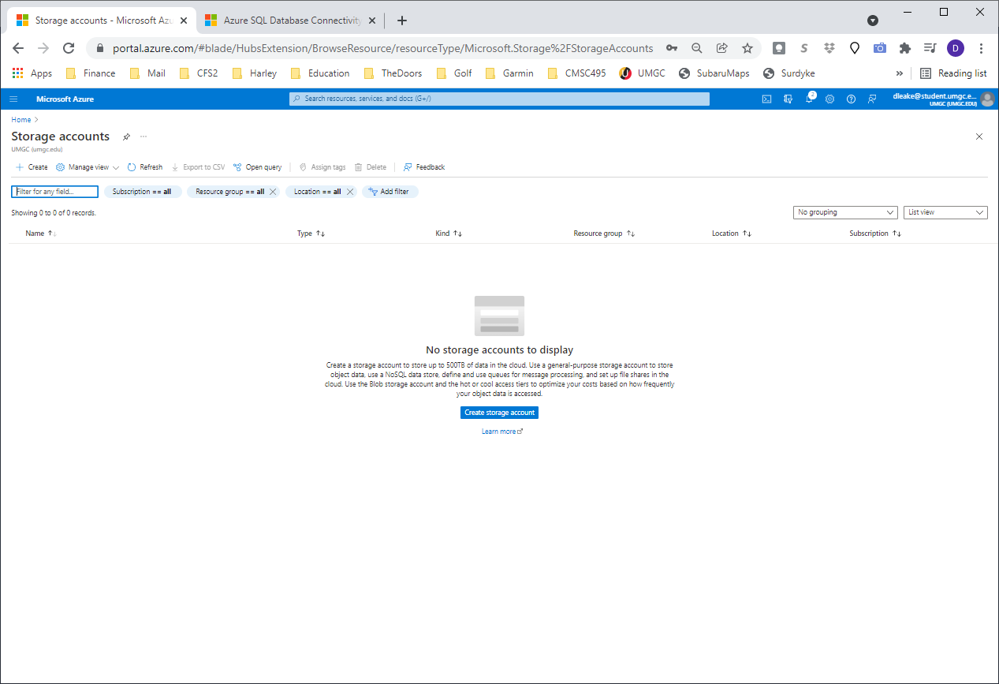 Storage accounts - Microsoft Azu
Azure SQL Database Connectivity
portal.azure.com/#blade/HubsExtension/BrowseResource/resourceType/Microsoft.Storage%2FStorageAccounts
D
Apps Finance Mail CFS2 Harley Education TheDoors Golf Garmin CMSC495 UMGC SubaruMaps Surdyke » Reading list
Microsoft Azure
Search resources, services, and docs (G+/)
2
dleake@student.umgc.e...
UMGC (UMGC.EDU)
Home >
Storage accounts
UMGC (umgc.edu)
Create Manage view Refresh Export to CSV Open query Assign tags Delete Feedback
Filter for any field... Subscription == all Resource group == all Location == all Add filter
Showing 0 to 0 of 0 records.
No grouping List view
Name Type Kind Resource group Location Subscription
No storage accounts to display
Create a storage account to store up to 500TB of data in the cloud. Use a general-purpose storage account to store
object data, use a NoSQL data store, define and use queues for message processing, and set up file shares in the
cloud. Use the Blob storage account and the hot or cool access tiers to optimize your costs based on how frequently
your object data is accessed.
Create storage account
Learn more